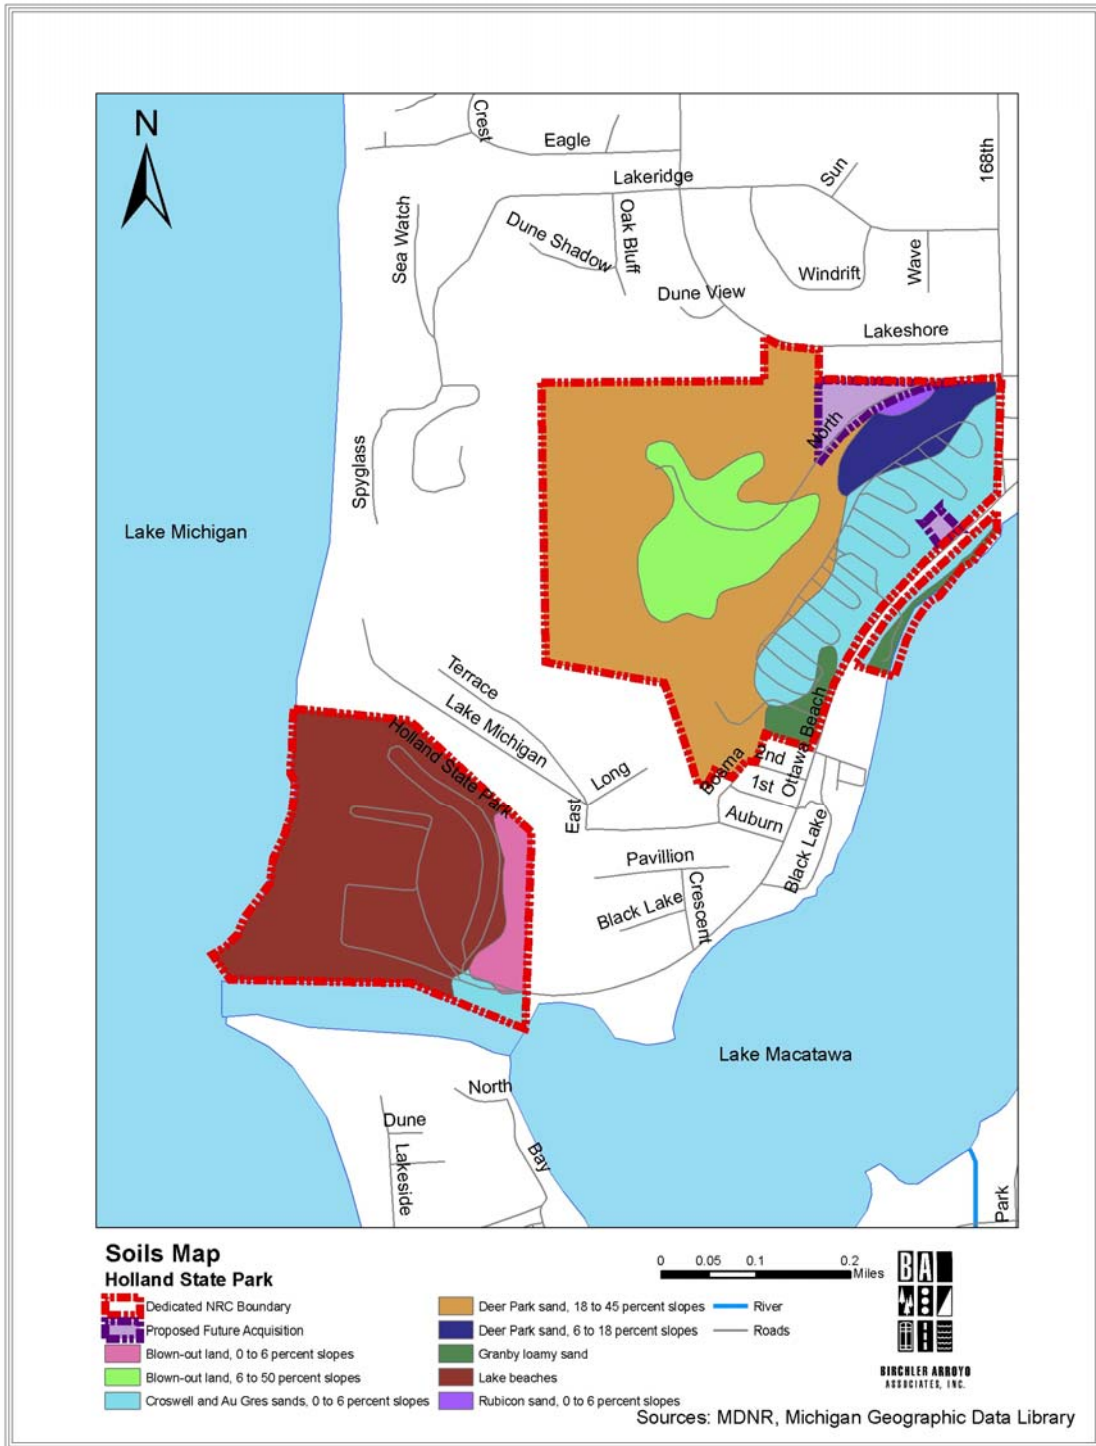 N
Crest
Eagle
168th
Lakeridge
Sun
Sea Watch
Oak Bluff
Dune Shadow
Windrift
Wave
Dune View
Lakeshore
North
Spyglass
Lake Michigan
Terrace
Lake Michigan
Holland State Park
Long
East
Bosma
2nd
1st
Ottawa Beach
Auburn
Black Lake
Pavillion
Crescent
Black Lake
Lake Macatawa
North
Dune
Lakeside
Bay
Park
Soils Map
Holland State Park
0 0.05 0.1 0.2
Miles
BA
Dedicated NRC Boundary
Proposed Future Acquisition
Blown-out land, 0 to 6 percent slopes
Blown-out land, 6 to 50 percent slopes
Croswell and Au Gres sands, 0 to 6 percent slopes
Deer Park sand, 18 to 45 percent slopes
Deer Park sand, 6 to 18 percent slopes
Granby loamy sand
Lake beaches
Rubicon sand, 0 to 6 percent slopes
River
Roads
BIRCHLER ARROYO
ASSOCIATES, INC.
Sources: MDNR, Michigan Geographic Data Library